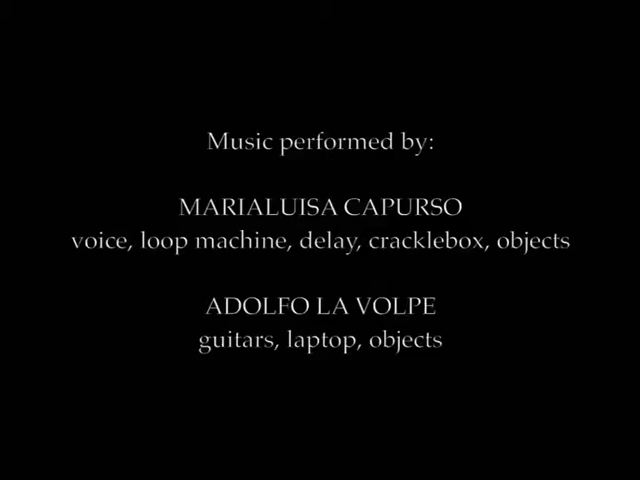 Music performed by:
MARIALUISA CAPURSO
voice, loop machine, delay, cracklebox, objects
ADOLFO LA VOLPE
guitars, laptop, objects